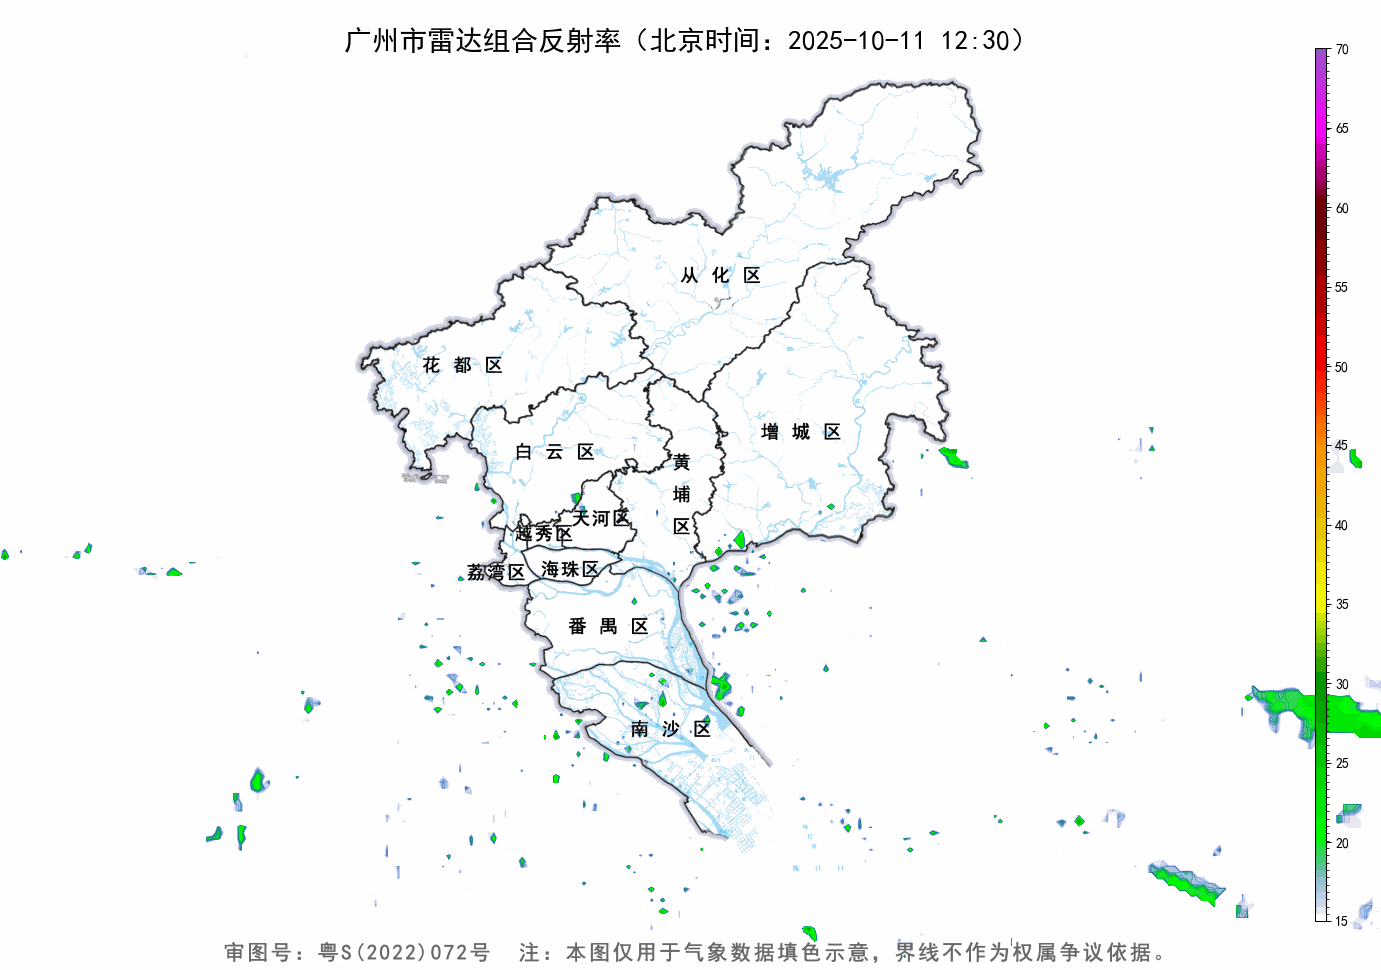 广州市雷达组合反射率（北京时间：2025-10-11 12:30）
70
65
60
55
50
45
40
35
30
25
20
15
从化区
花都区
增城区
白云区
黄埔区
天河区
越秀区
荔湾区
海珠区
番禺区
南沙区
审图号：粤S(2022)072号 注：本图仅用于气象数据填色示意，界线不作为权属争议依据。